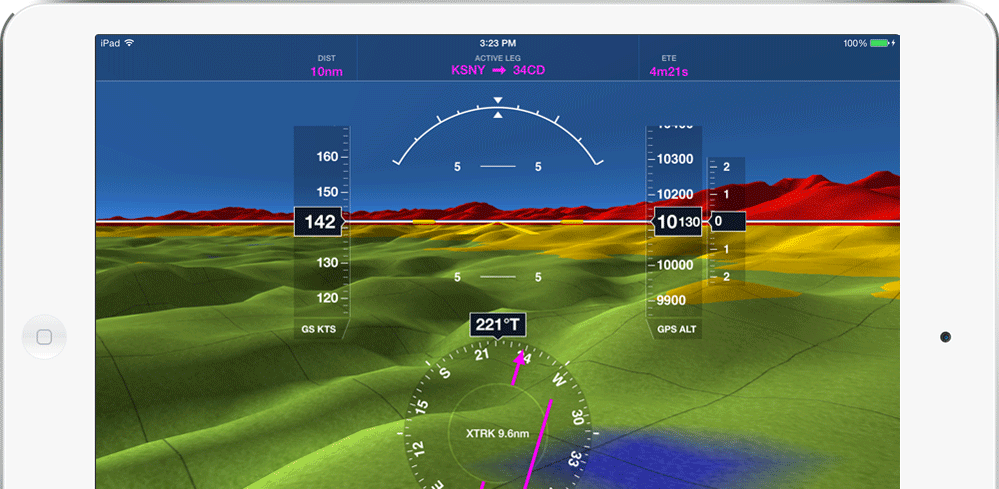 iPad 3:23 PM 100%
DIST ACTIVE LEG ETE
10nm KSNY → 34CD 4m21s
10400
160 5 5 10300 2
150 10200 1
142 10130 0
130 10000 1
120 5 5 9900 2
GS KTS 221°T GPS ALT
21 24
S W
15 30
XTRK 9.6nm
12 33
E